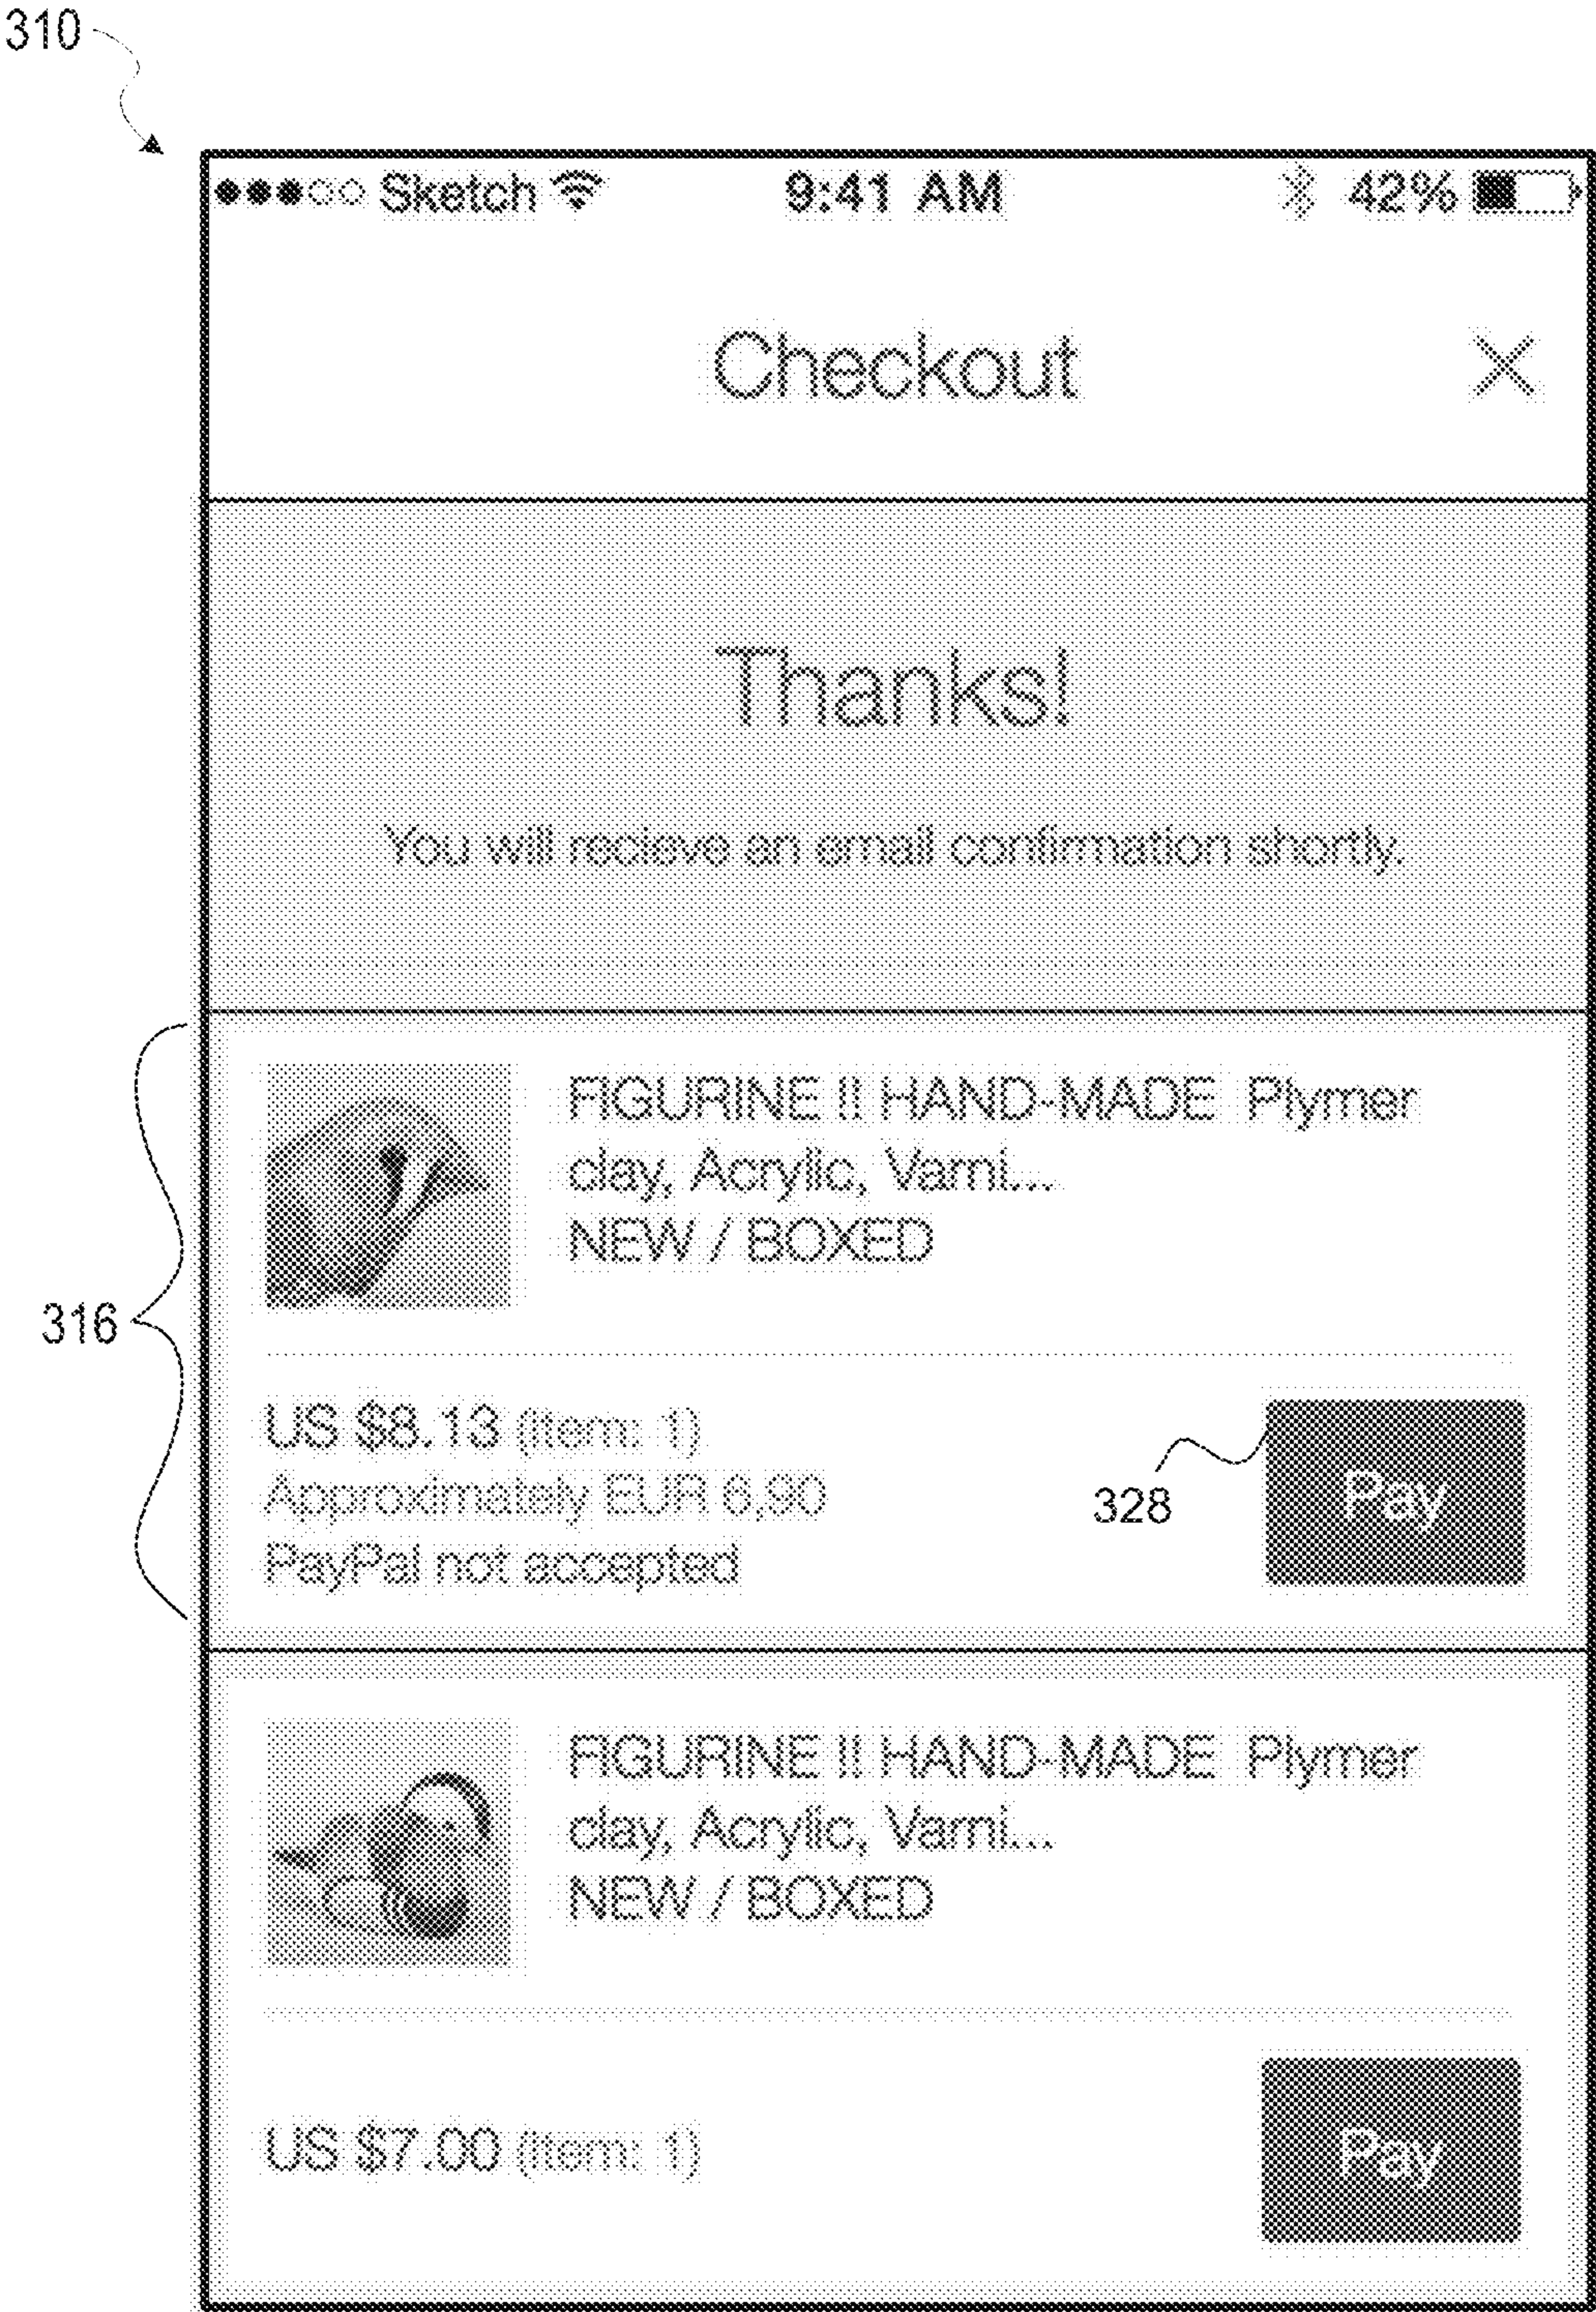 310
Sketch 9:41 AM 42%
Checkout
Thanks!
You will recieve an email confirmation shortly.
FIGURINE !! HAND-MADE Plymer
clay, Acrylic, Varni...
NEW / BOXED
316
US $8.13 (item: 1)
Approximately EUR 6,90
PayPal not accepted
328
Pay
FIGURINE !! HAND-MADE Plymer
clay, Acrylic, Varni...
NEW / BOXED
US $7.00 (item: 1)
Pay